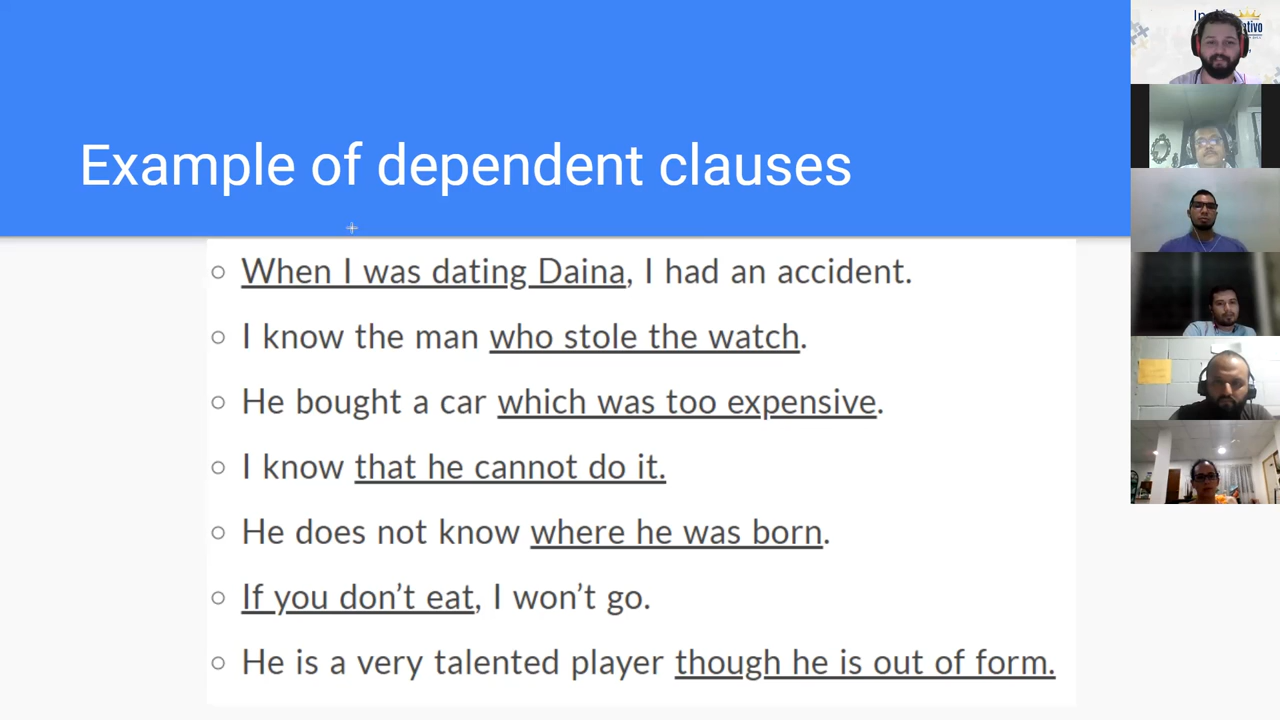 Example of dependent clauses
When I was dating Daina, I had an accident.
I know the man who stole the watch.
He bought a car which was too expensive.
I know that he cannot do it.
He does not know where he was born.
If you don’t eat, I won’t go.
He is a very talented player though he is out of form.